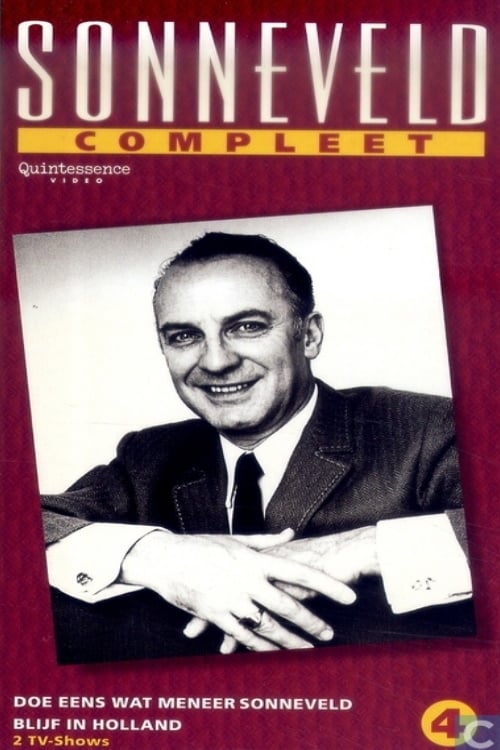 SONNEVELD
COMPLEET
Quintessence
VIDEO
DOE EENS WAT MENEER SONNEVELD
BLIJF IN HOLLAND
2 TV-Shows
4
C